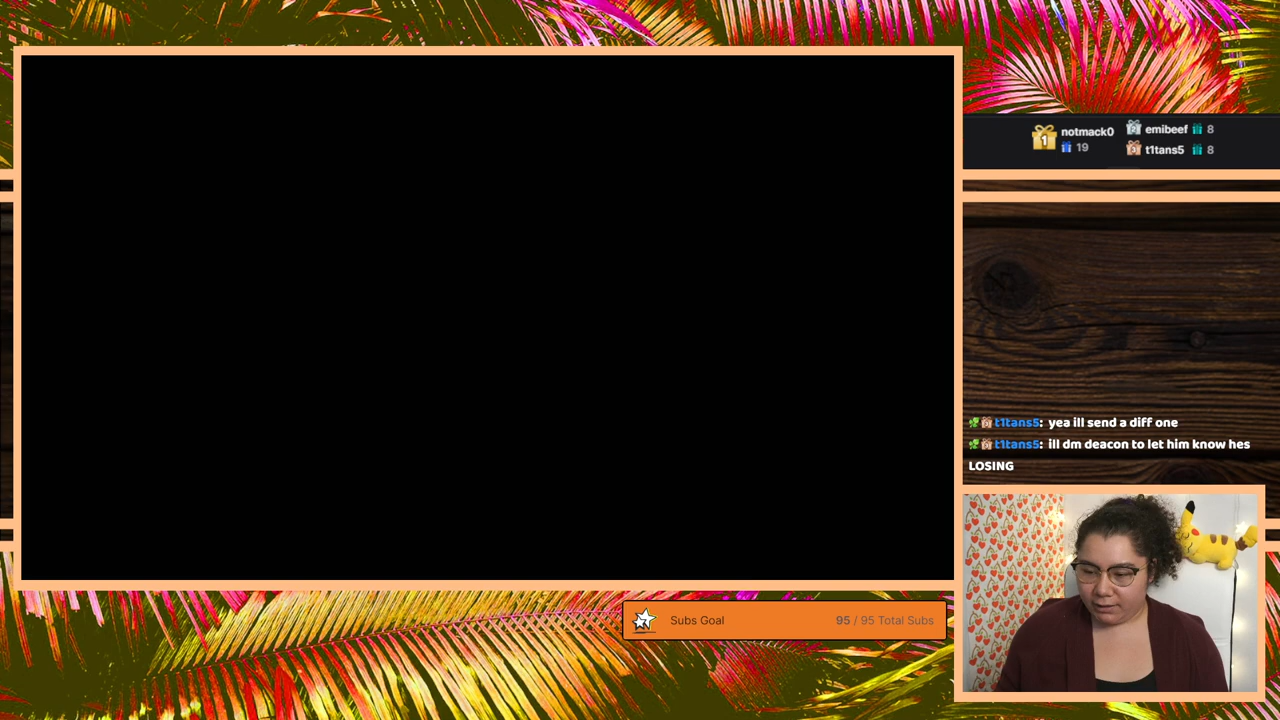 notmack0
19
emibeef 8
t1tans5 8
t1tans5: yea ill send a diff one
t1tans5: ill dm deacon to let him know hes
LOSING
Subs Goal 95 / 95 Total Subs